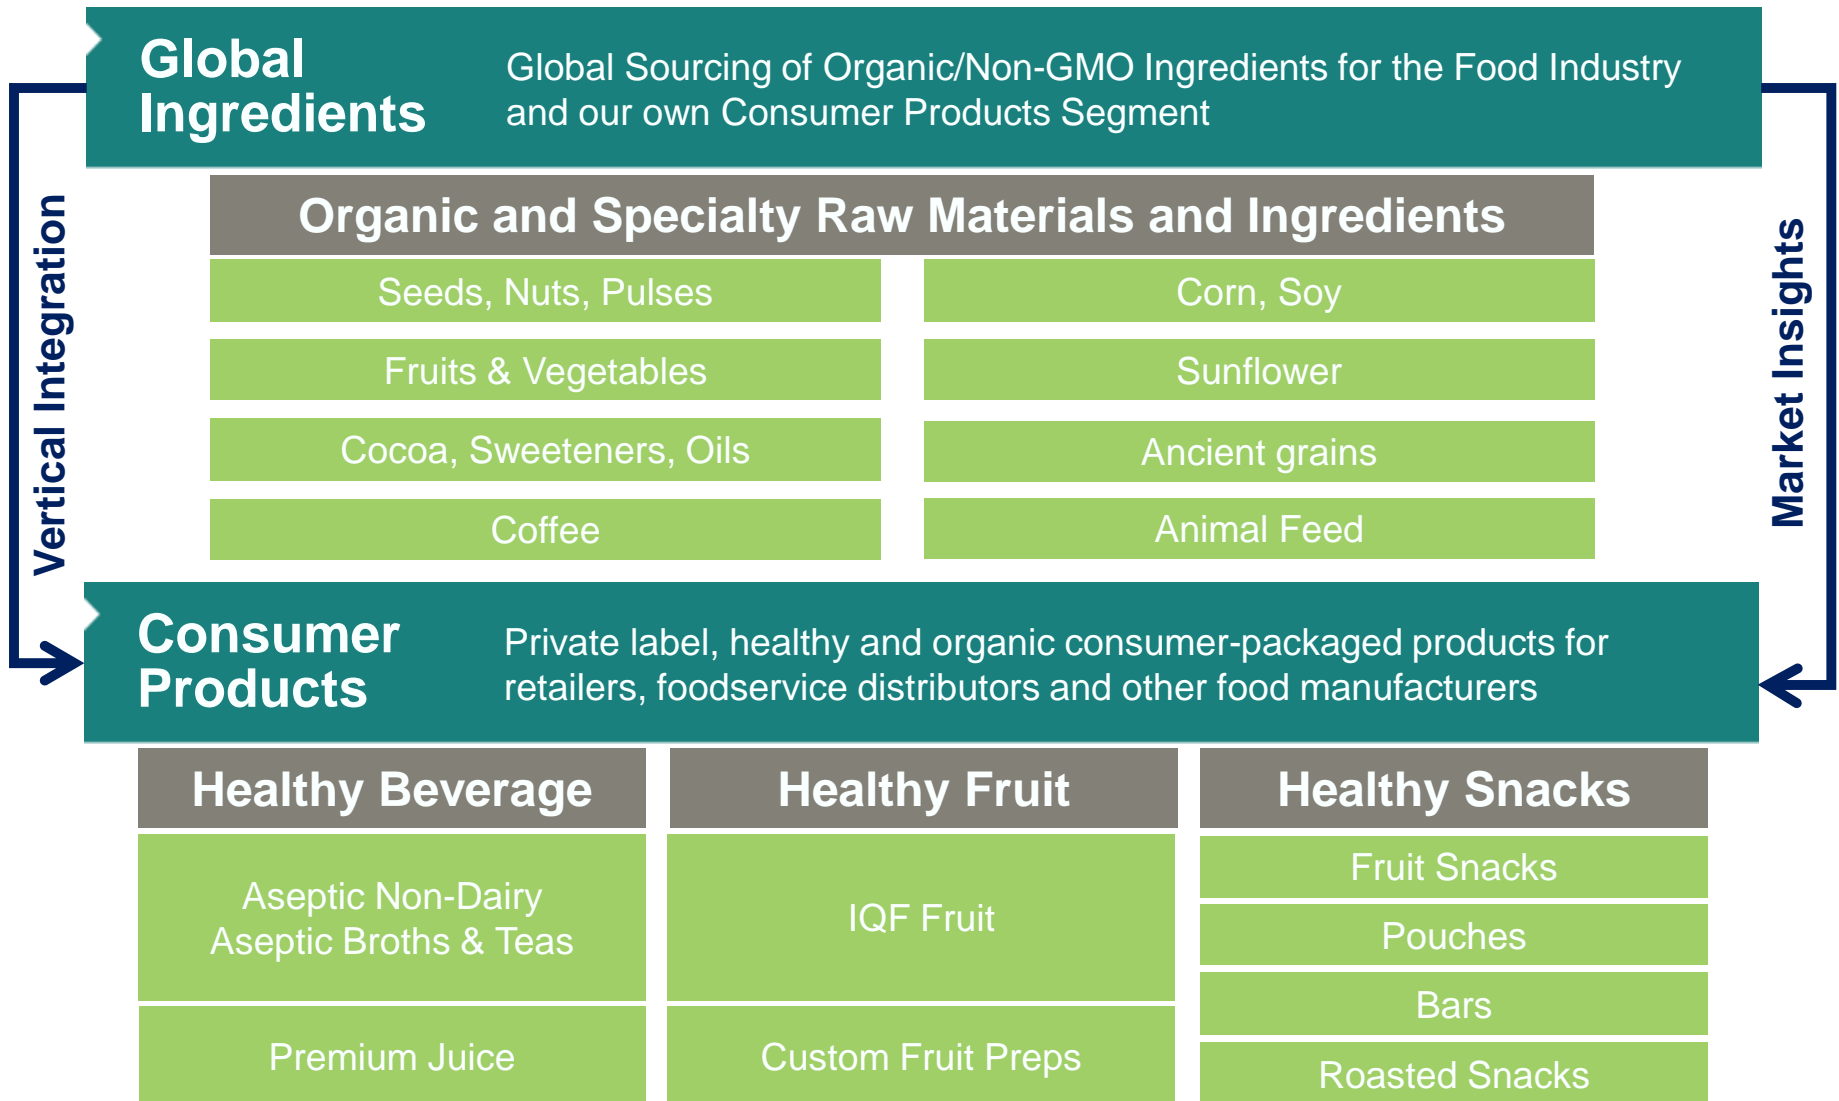 Global
Ingredients
Global Sourcing of Organic/Non-GMO Ingredients for the Food Industry
and our own Consumer Products Segment
Vertical Integration
Market Insights
Organic and Specialty Raw Materials and Ingredients
Seeds, Nuts, Pulses
Corn, Soy
Fruits & Vegetables
Sunflower
Cocoa, Sweeteners, Oils
Ancient grains
Coffee
Animal Feed
Consumer
Products
Private label, healthy and organic consumer-packaged products for
retailers, foodservice distributors and other food manufacturers
Healthy Beverage
Aseptic Non-Dairy
Aseptic Broths & Teas
Premium Juice
Healthy Fruit
IQF Fruit
Custom Fruit Preps
Healthy Snacks
Fruit Snacks
Pouches
Bars
Roasted Snacks